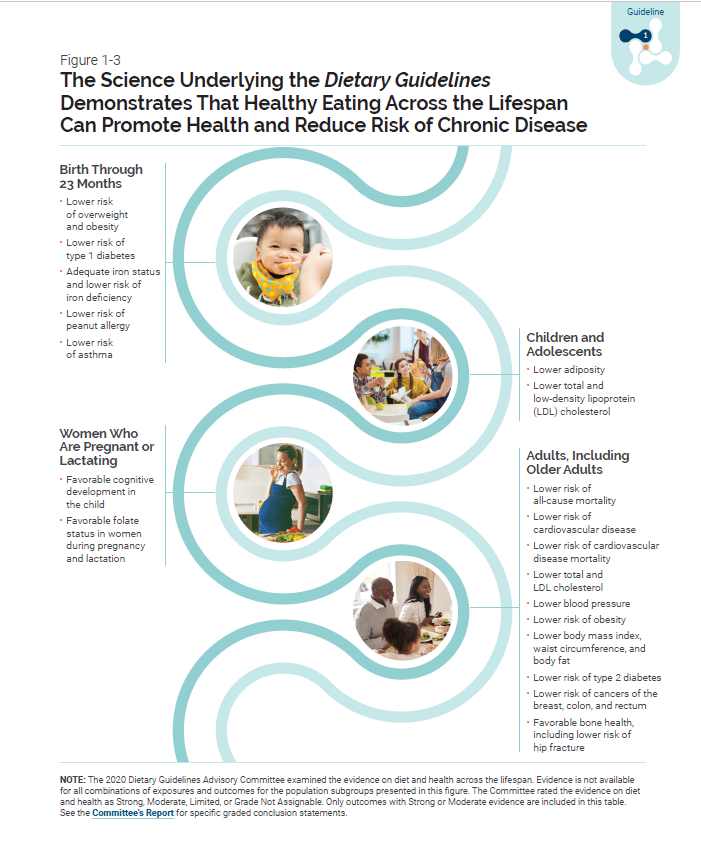 Guideline
1
Figure 1-3
The Science Underlying the Dietary Guidelines
Demonstrates That Healthy Eating Across the Lifespan
Can Promote Health and Reduce Risk of Chronic Disease
Birth Through
23 Months
• Lower risk
of overweight
and obesity
• Lower risk of
type 1 diabetes
• Adequate iron status
and lower risk of
iron deficiency
• Lower risk of
peanut allergy
• Lower risk
of asthma
Children and
Adolescents
• Lower adiposity
• Lower total and
low-density lipoprotein
(LDL) cholesterol
Women Who
Are Pregnant or
Lactating
• Favorable cognitive
development in
the child
• Favorable folate
status in women
during pregnancy
and lactation
Adults, Including
Older Adults
• Lower risk of
all-cause mortality
• Lower risk of
cardiovascular disease
• Lower risk of cardiovascular
disease mortality
• Lower total and
LDL cholesterol
• Lower blood pressure
• Lower risk of obesity
• Lower body mass index,
waist circumference, and
body fat
• Lower risk of type 2 diabetes
• Lower risk of cancers of the
breast, colon, and rectum
• Favorable bone health,
including lower risk of
hip fracture
NOTE: The 2020 Dietary Guidelines Advisory Committee examined the evidence on diet and health across the lifespan. Evidence is not available
for all combinations of exposures and outcomes for the population subgroups presented in this figure. The Committee rated the evidence on diet
and health as Strong, Moderate, Limited, or Grade Not Assignable. Only outcomes with Strong or Moderate evidence are included in this table.
See the Committee's Report for specific graded conclusion statements.